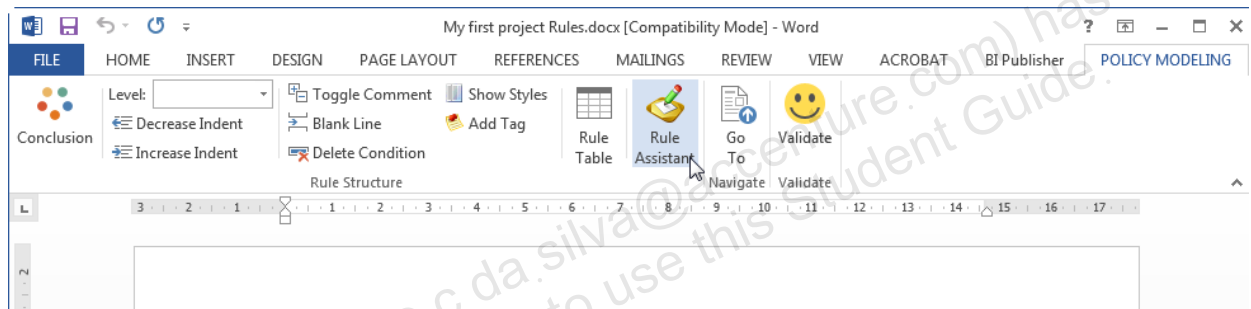 My first project Rules.docx [Compatibility Mode] - Word
FILE HOME INSERT DESIGN PAGE LAYOUT REFERENCES MAILINGS REVIEW VIEW ACROBAT BI Publisher POLICY MODELING
Conclusion
Level:
Decrease Indent
Increase Indent
Toggle Comment
Blank Line
Delete Condition
Show Styles
Add Tag
Rule Structure
Rule
Table
Rule
Assistant
Go
To
Navigate
Validate
Validate
3 2 1 1 2 3 4 5 6 7 8 9 10 11 12 13 14 15 16 17
2
c da silva@accenture.com) has
to use this Student Guide.